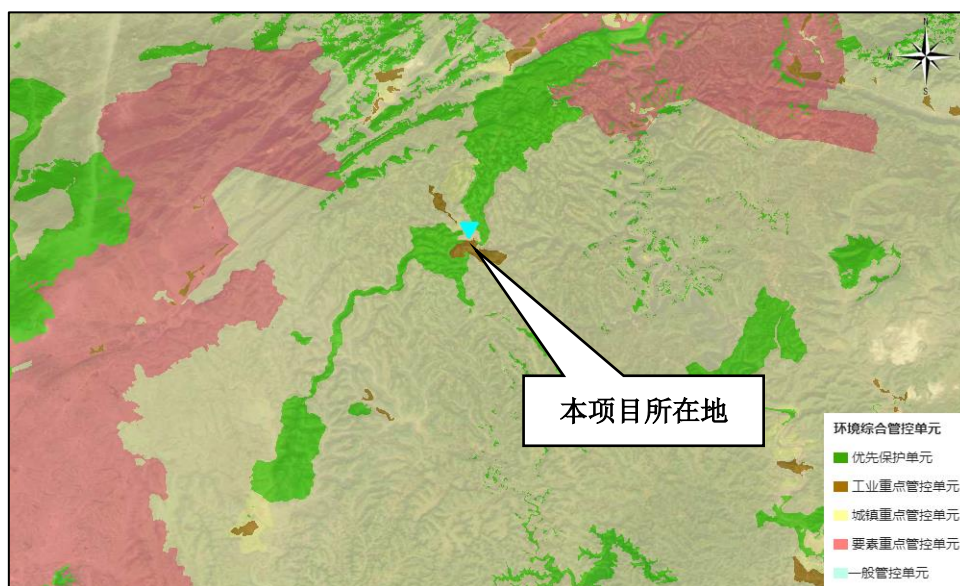 N
S
本项目所在地
环境综合管控单元
优先保护单元
工业重点管控单元
城镇重点管控单元
要素重点管控单元
一般管控单元